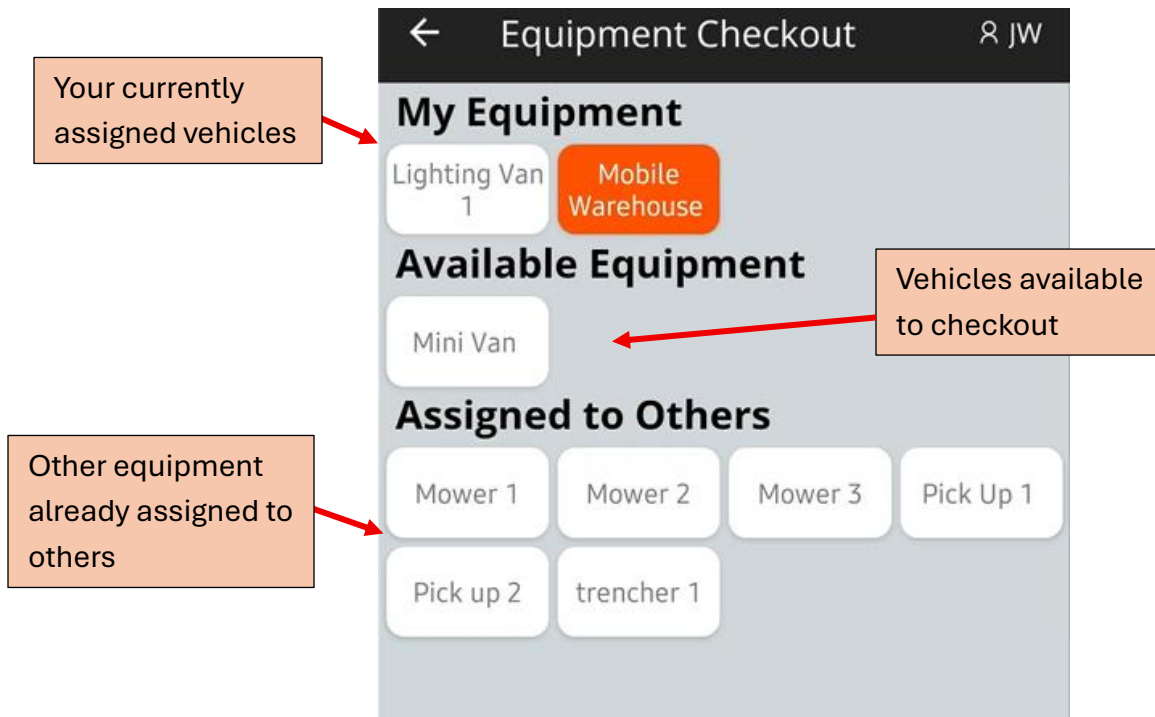 Equipment Checkout
JW
Your currently
assigned vehicles
My Equipment
Lighting Van
1
Mobile
Warehouse
Available Equipment
Vehicles available
to checkout
Mini Van
Assigned to Others
Other equipment
already assigned to
others
Mower 1
Mower 2
Mower 3
Pick Up 1
Pick up 2
trencher 1